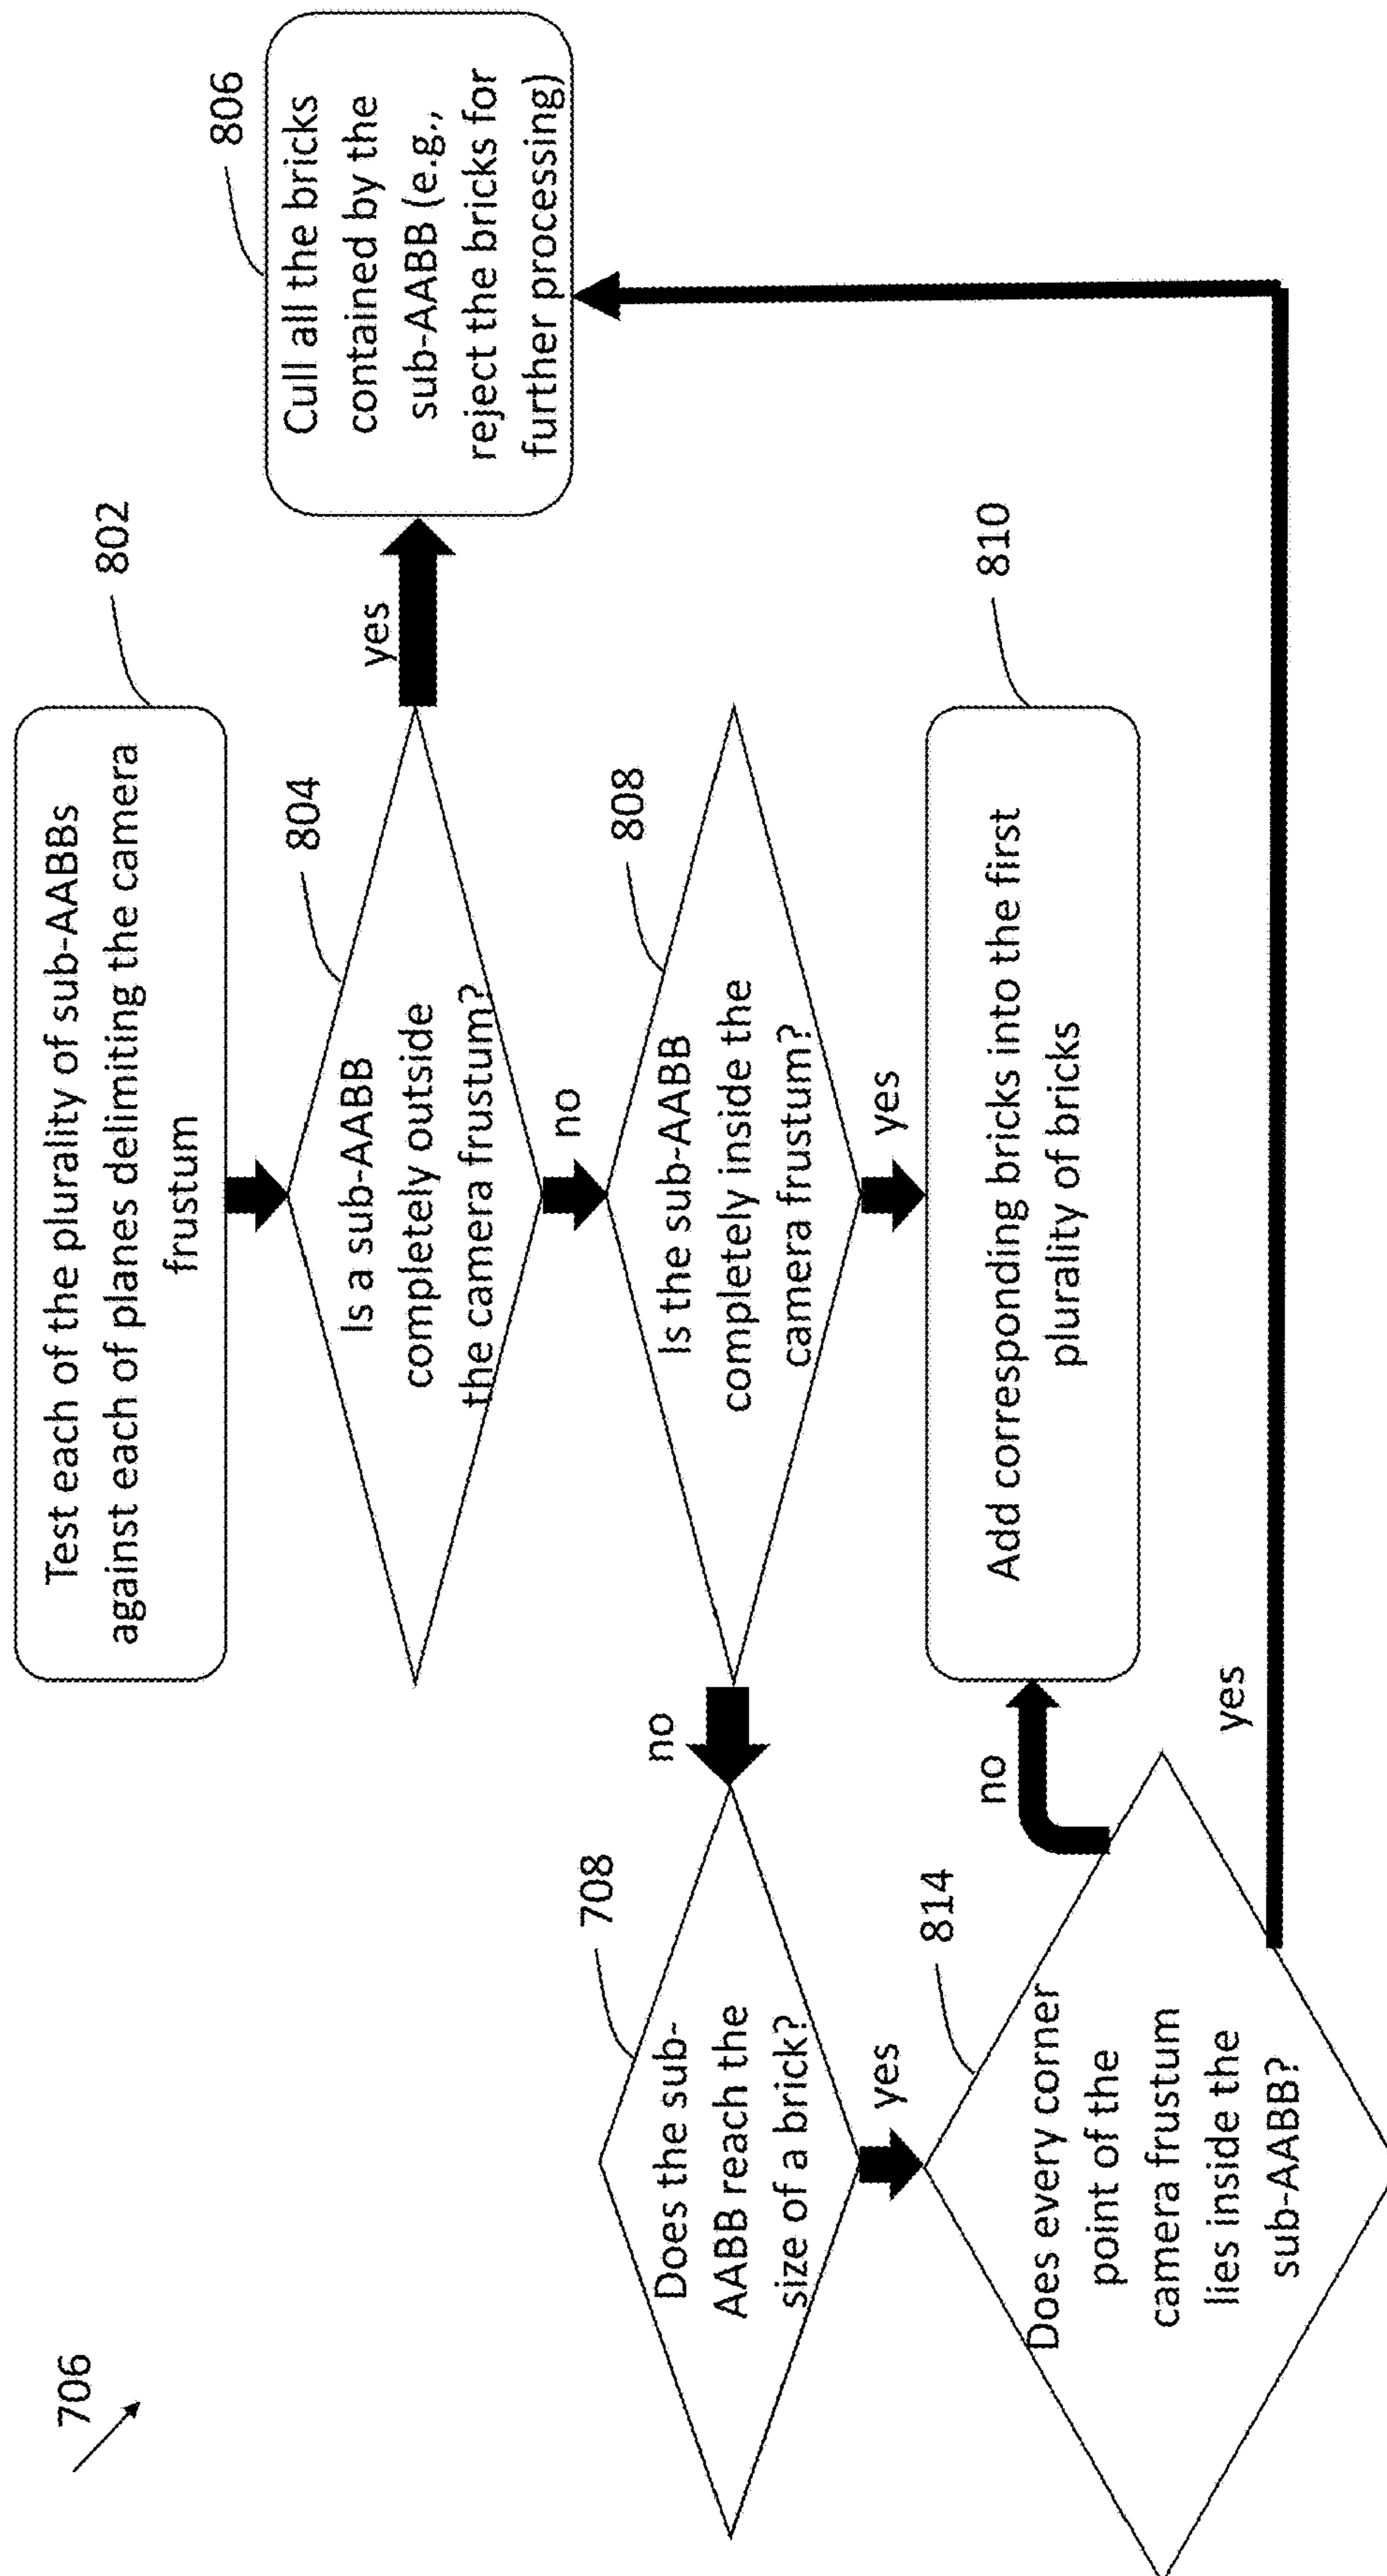 706
802
Test each of the plurality of sub-AABBs
against each of planes delimiting the camera
frustum
804
Is a sub-AABB
completely outside
the camera frustum?
yes
806
Cull all the bricks
contained by the
sub-AABB (e.g.,
reject the bricks for
further processing)
no
808
Is the sub-AABB
completely inside the
camera frustum?
no
708
Does the sub-
AABB reach the
size of a brick?
yes
yes
810
Add corresponding bricks into the first
plurality of bricks
814
Does every corner
point of the
camera frustum
lies inside the
sub-AABB?
no
yes